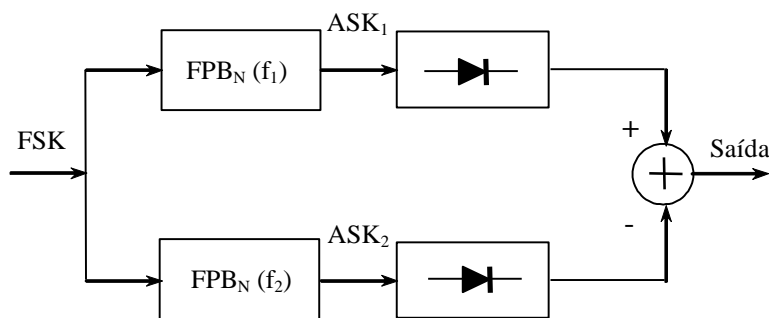 ASK₁
FPB_N (f₁)
FSK
+
+
Saída
-
ASK₂
FPB_N (f₂)